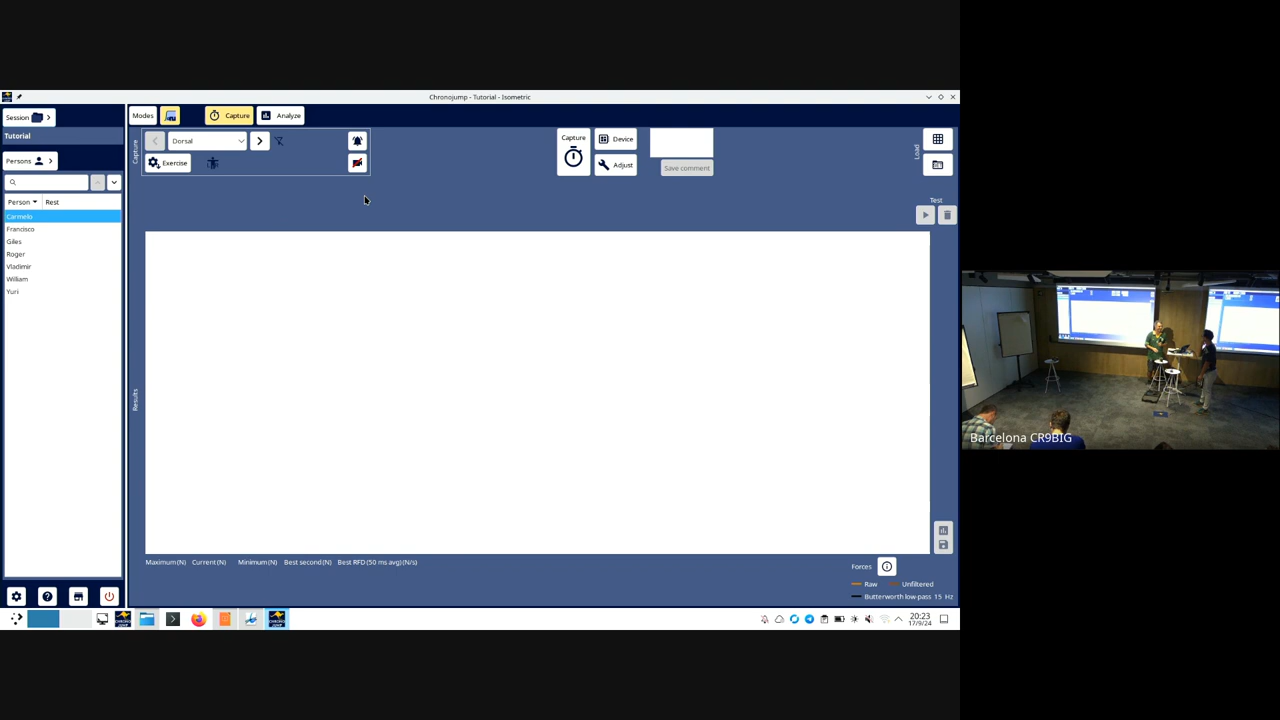 Chronojump - Tutorial - Isometric
Session
Modes
Capture
Analyze
Tutorial
Persons
Capture
Dorsal
Exercise
Capture
Device
Adjust
Save comment
Load
Person
Rest
Carmelo
Francisco
Giles
Roger
Vladimir
William
Yuri
Test
Results
Maximum (N)
Current (N)
Minimum (N)
Best second (N)
Best RFD (50 ms avg) (N/s)
Forces
Raw
Unfiltered
Butterworth low-pass 15 Hz
20:23
17/9/24
Barcelona CR9BIG